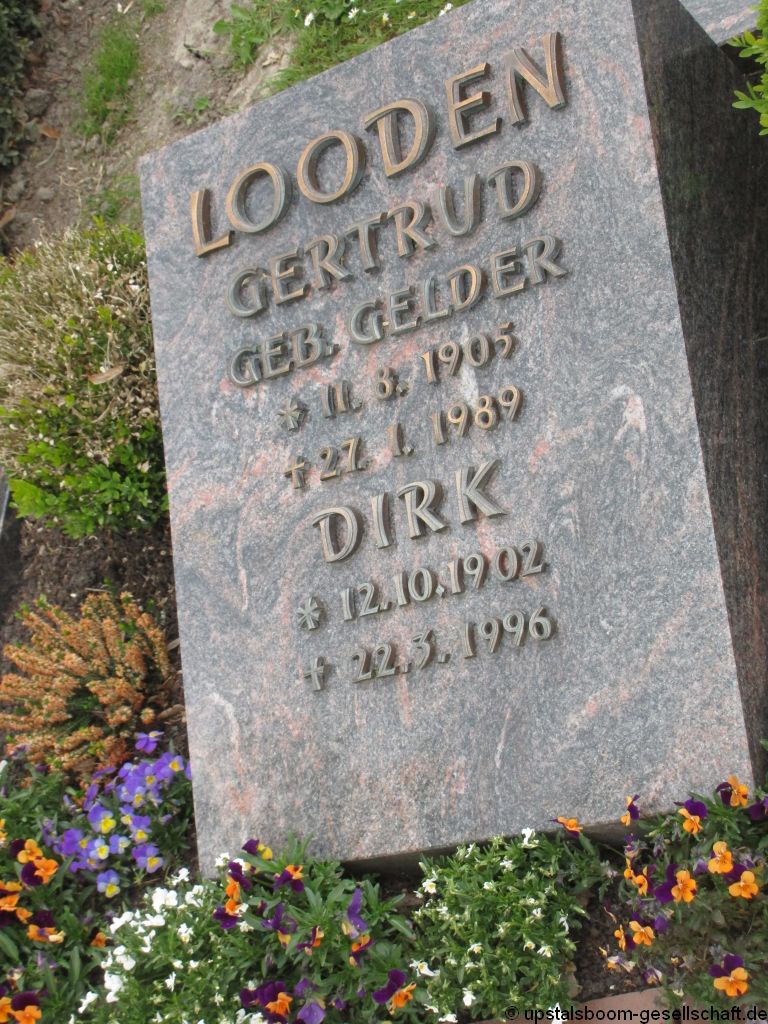 LOODEN
GERTRUD
GEB. GELDER
* 11. 8. 1905
† 27. 1. 1989
DIRK
* 12.10.1902
† 22.3.1996
© upstalsboom-gesellschaft.de